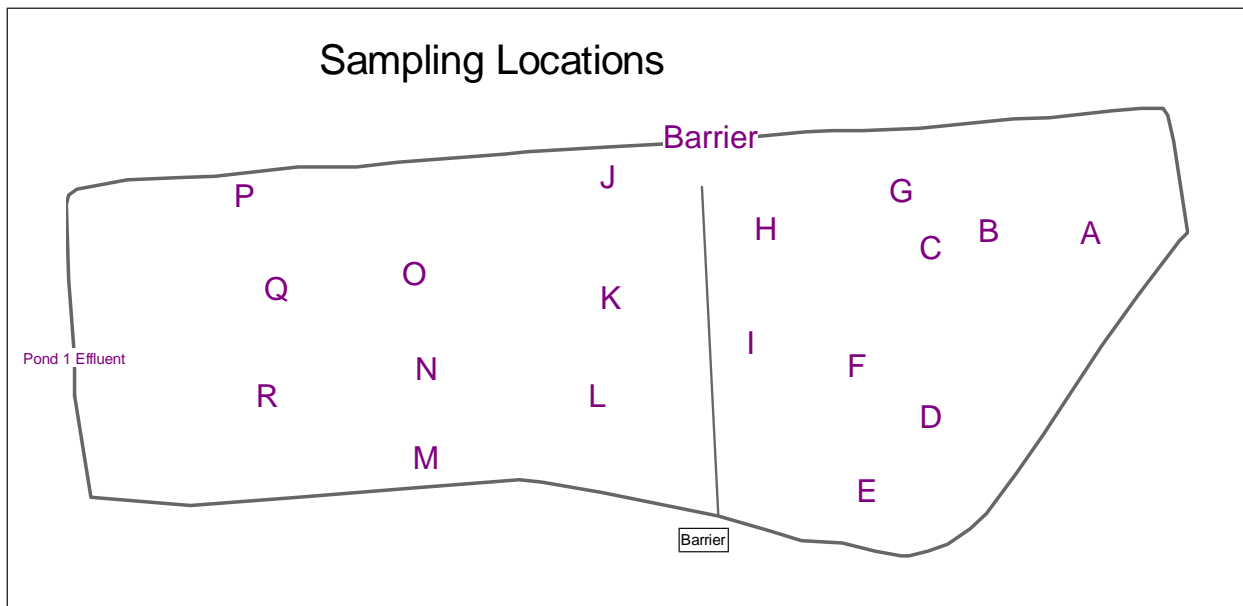 Sampling Locations
Barrier
J
P
G
H
B
A
C
O
Q
K
I
Pond 1 Effluent
F
N
R
L
D
M
E
Barrier